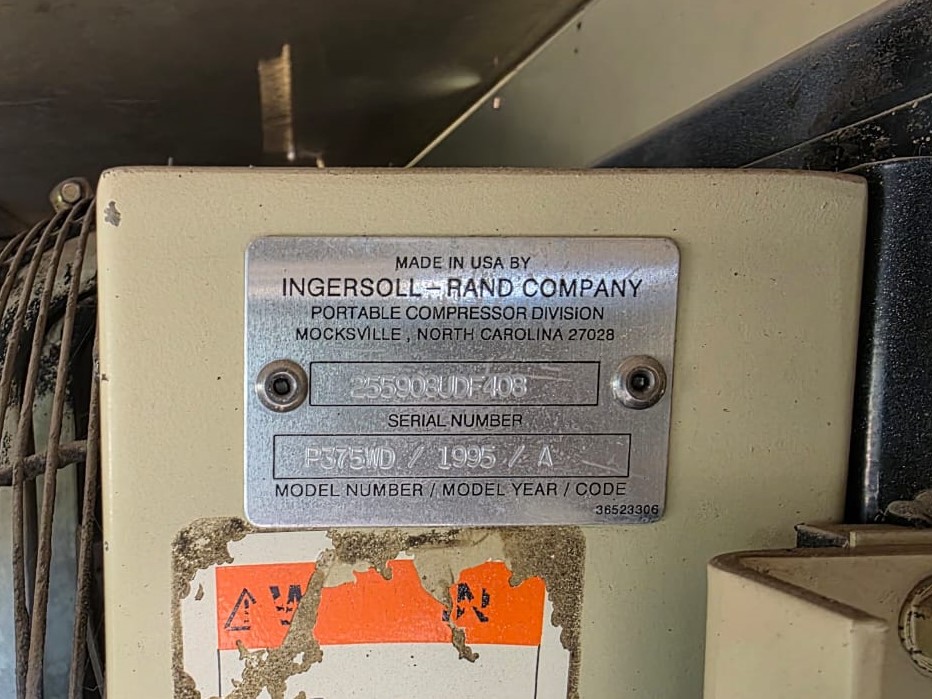 MADE IN USA BY
INGERSOLL-RAND COMPANY
PORTABLE COMPRESSOR DIVISION
MOCKSVILLE, NORTH CAROLINA 27028
255908UDF408
SERIAL NUMBER
P375WD / 1995 / A
MODEL NUMBER / MODEL YEAR / CODE
36523306